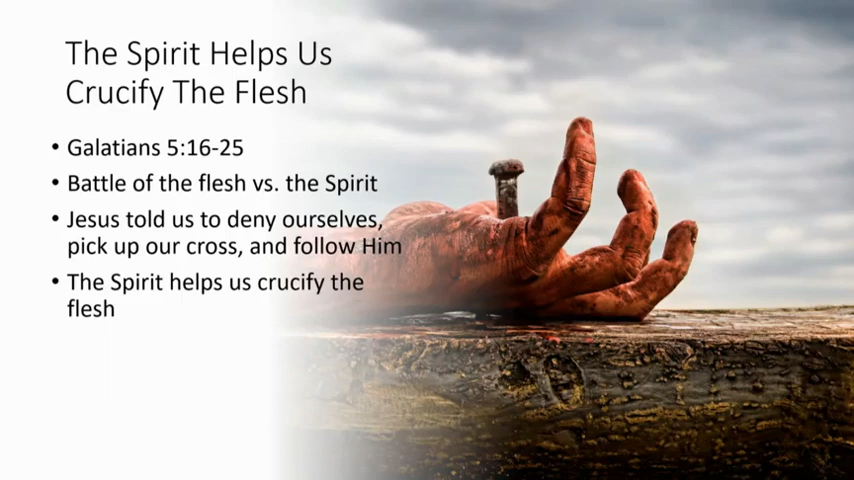 The Spirit Helps Us
Crucify The Flesh
• Galatians 5:16-25
• Battle of the flesh vs. the Spirit
• Jesus told us to deny ourselves,
pick up our cross, and follow Him
• The Spirit helps us crucify the
flesh